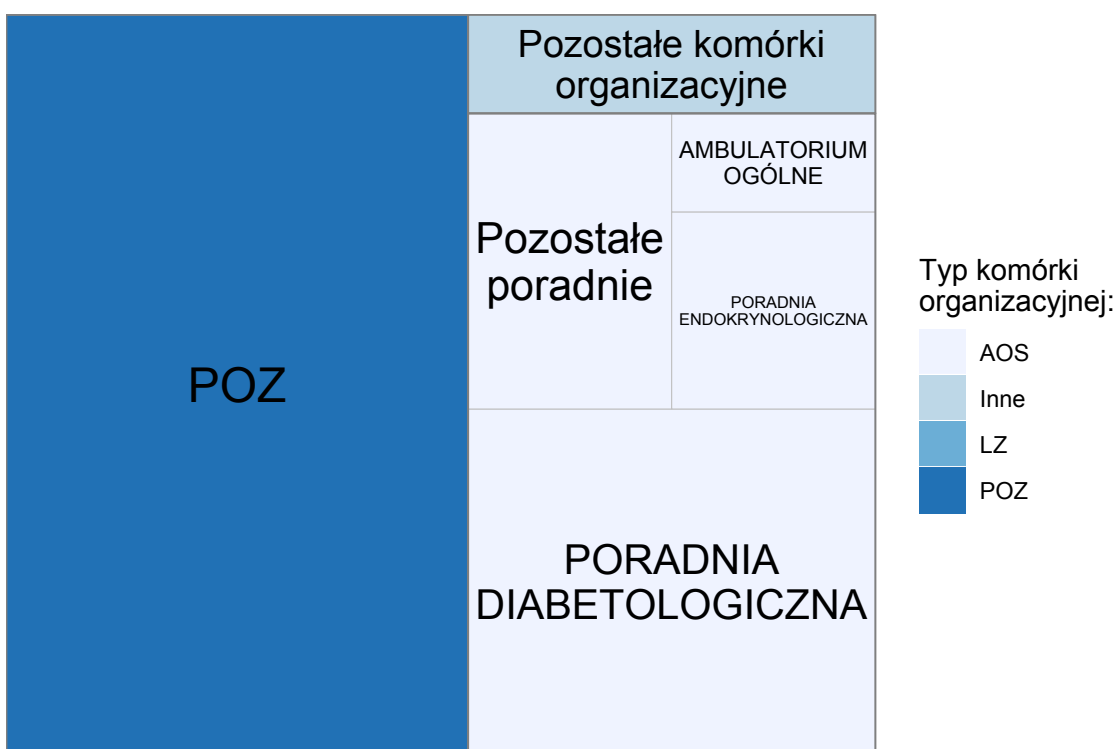 POZ
Pozostałe komórki
organizacyjne
Pozostałe
poradnie
AMBULATORIUM
OGÓLNE
PORADNIA
ENDOKRYNOLOGICZNA
PORADNIA
DIABETOLOGICZNA
Typ komórki
organizacyjnej:
AOS
Inne
LZ
POZ